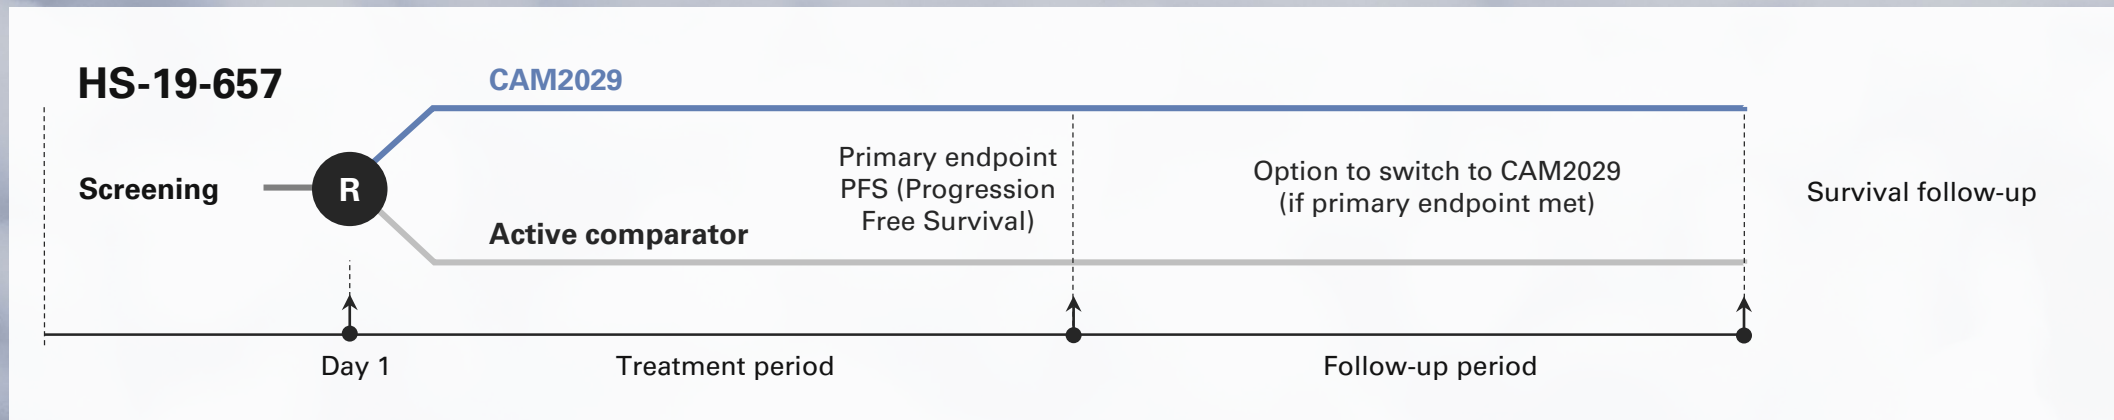 HS-19-657
CAM2029
Screening
R
Active comparator
Primary endpoint
PFS (Progression
Free Survival)
Option to switch to CAM2029
(if primary endpoint met)
Survival follow-up
Day 1
Treatment period
Follow-up period